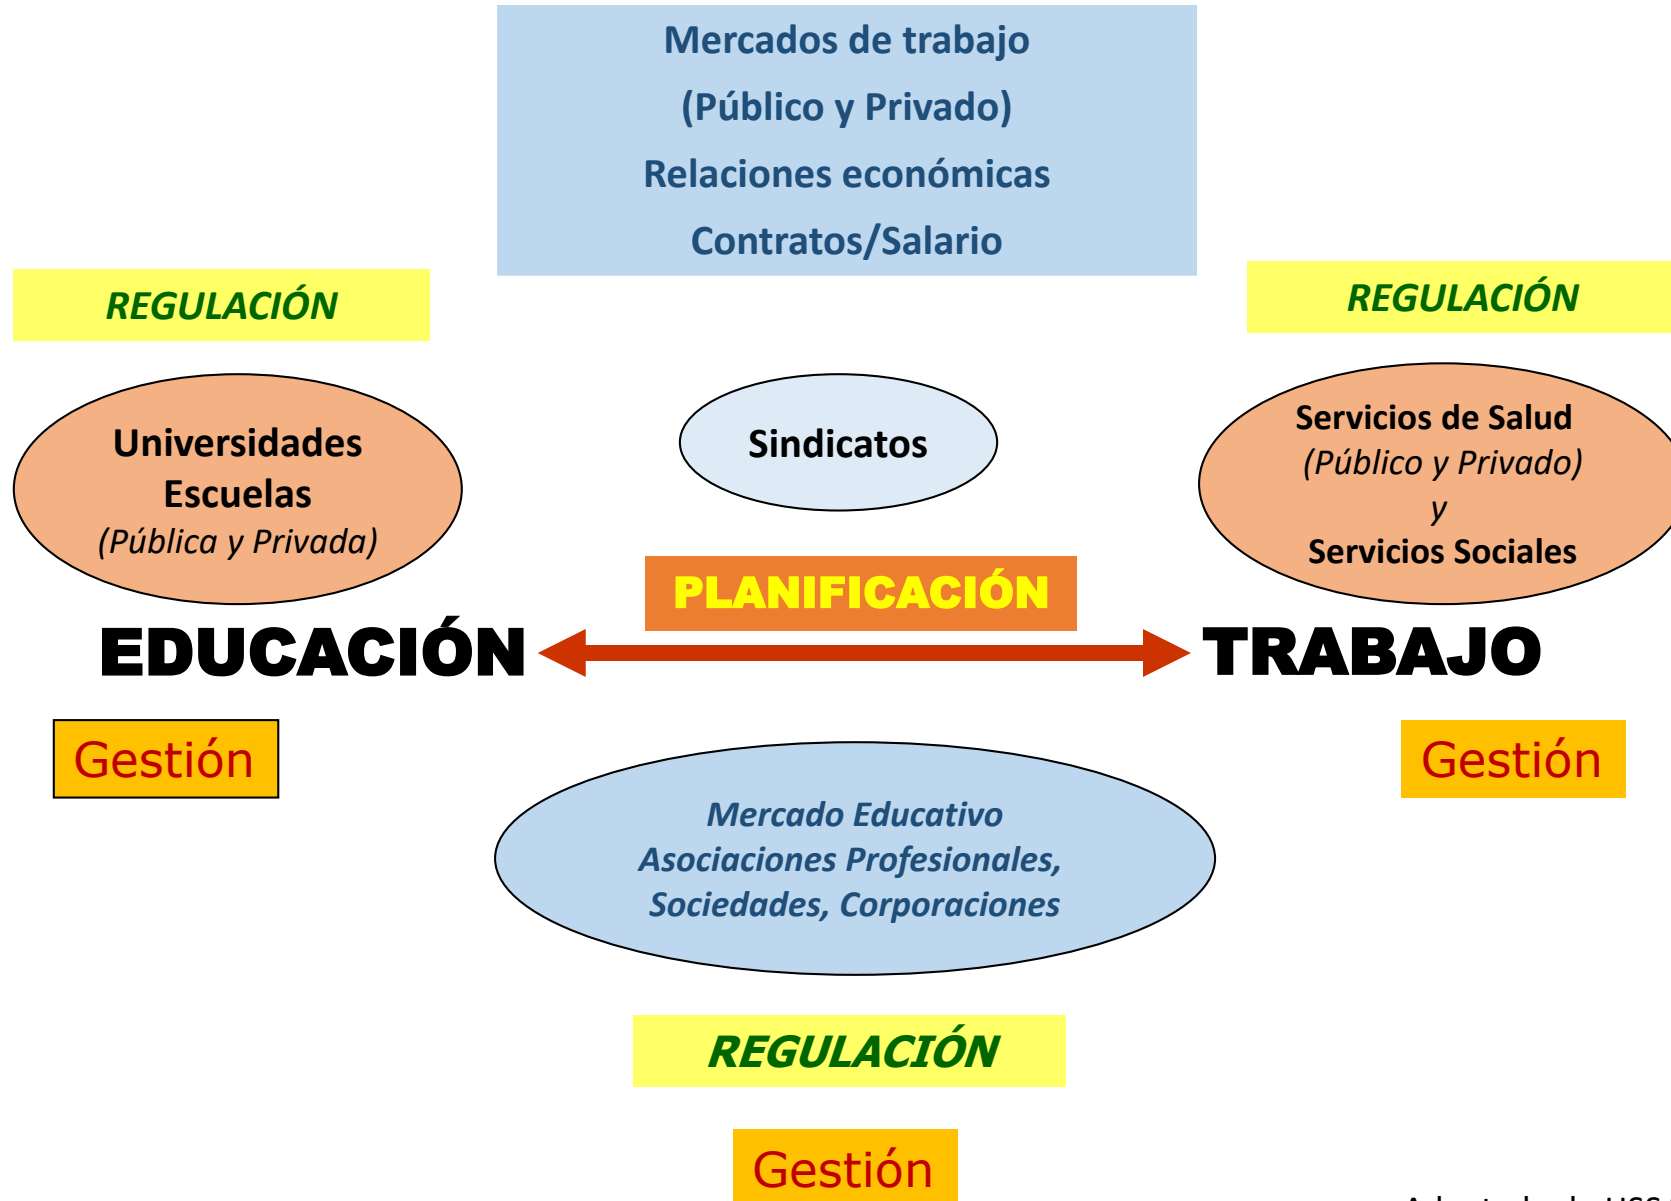 Mercados de trabajo
(Público y Privado)
Relaciones económicas
Contratos/Salario
REGULACIÓN
REGULACIÓN
Universidades
Escuelas
(Pública y Privada)
Sindicatos
Servicios de Salud
(Público y Privado)
y
Servicios Sociales
PLANIFICACIÓN
EDUCACIÓN
TRABAJO
Gestión
Gestión
Mercado Educativo
Asociaciones Profesionales,
Sociedades, Corporaciones
REGULACIÓN
Gestión